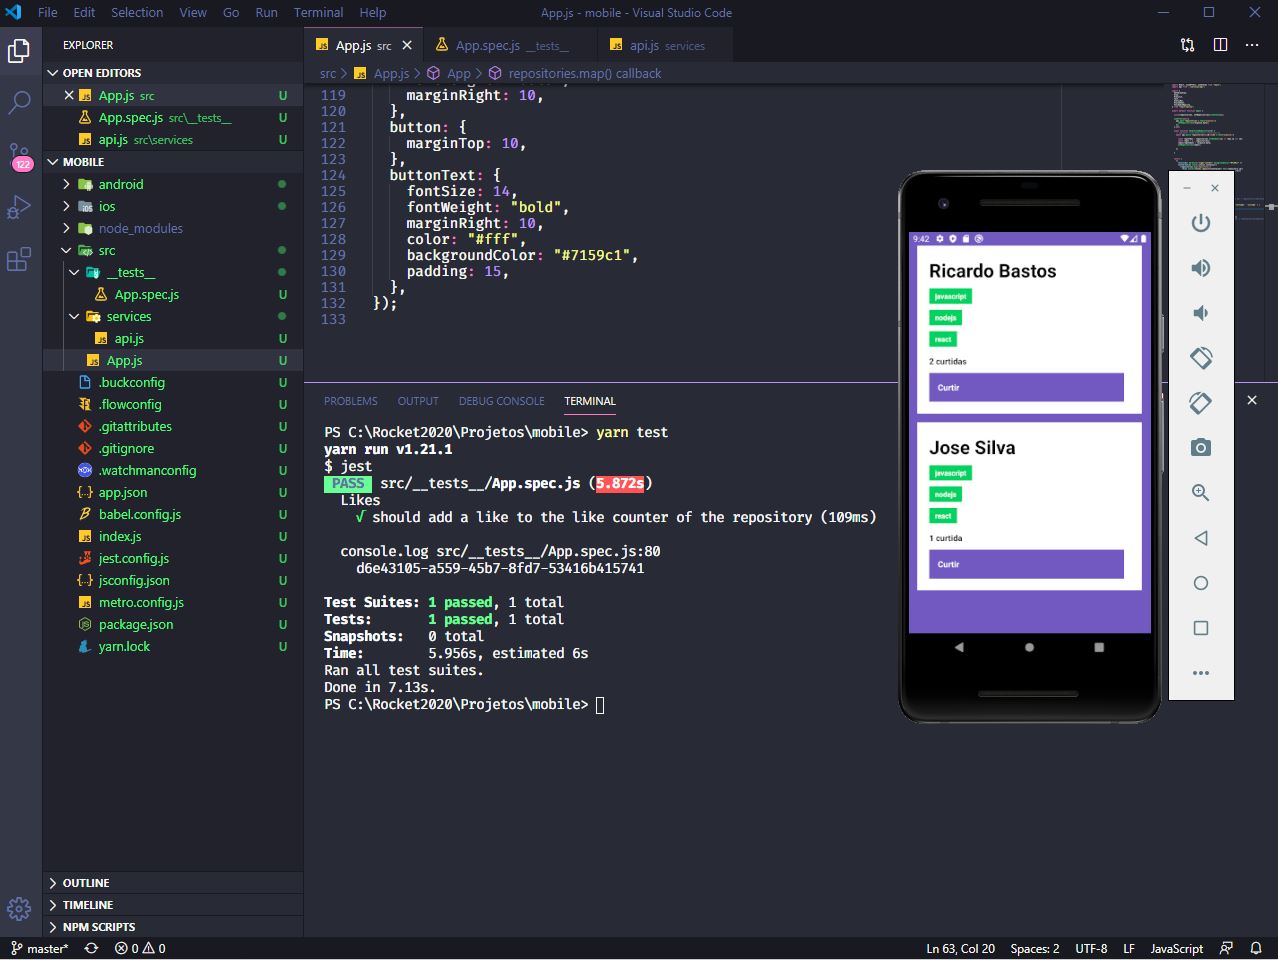 File Edit Selection View Go Run Terminal Help
App.js - mobile - Visual Studio Code
EXPLORER
OPEN EDITORS
App.js src U
App.spec.js src\__tests__ U
api.js src\services U
122
MOBILE
android
ios
node_modules
src
__tests__
App.spec.js U
services
api.js U
App.js U
.buckconfig U
.flowconfig U
.gitattributes U
.gitignore U
.watchmanconfig U
app.json U
babel.config.js U
index.js U
jest.config.js U
jsconfig.json U
metro.config.js U
package.json U
yarn.lock U
OUTLINE
TIMELINE
NPM SCRIPTS
App.js src
App.spec.js __tests__
api.js services
src > App.js > App > repositories.map() callback
119 marginRight: 10,
120 },
121 button: {
122 marginTop: 10,
123 },
124 buttonText: {
125 fontSize: 14,
126 fontWeight: "bold",
127 marginRight: 10,
128 color: "#fff",
129 backgroundColor: "#7159c1",
130 padding: 15,
131 },
132 });
133
PROBLEMS OUTPUT DEBUG CONSOLE TERMINAL
PS C:\Rocket2020\Projetos\mobile> yarn test
yarn run v1.21.1
$ jest
PASS src/__tests__/App.spec.js (5.872s)
Likes
√ should add a like to the like counter of the repository (109ms)
console.log src/__tests__/App.spec.js:80
d6e43105-a559-45b7-8fd7-53416b415741
Test Suites: 1 passed, 1 total
Tests: 1 passed, 1 total
Snapshots: 0 total
Time: 5.956s, estimated 6s
Ran all test suites.
Done in 7.13s.
PS C:\Rocket2020\Projetos\mobile>
9:42
Ricardo Bastos
javascript
nodejs
react
2 curtidas
Curtir
Jose Silva
javascript
nodejs
react
1 curtida
Curtir
master* 0 0
Ln 63, Col 20 Spaces: 2 UTF-8 LF JavaScript